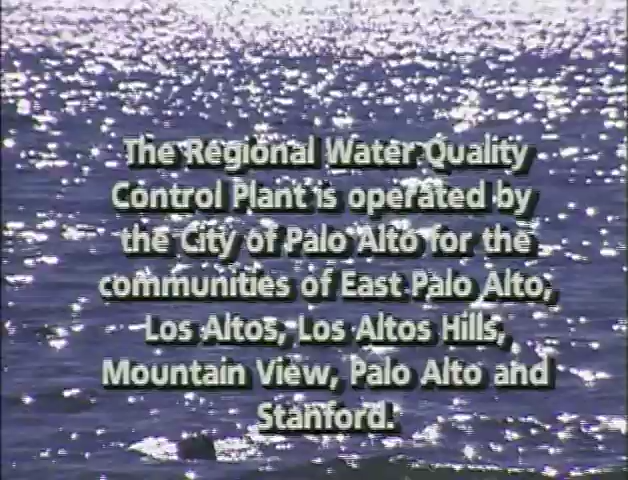 The Regional Water Quality
Control Plant is operated by
the City of Palo Alto for the
communities of East Palo Alto,
Los Altos, Los Altos Hills,
Mountain View, Palo Alto and
Stanford.